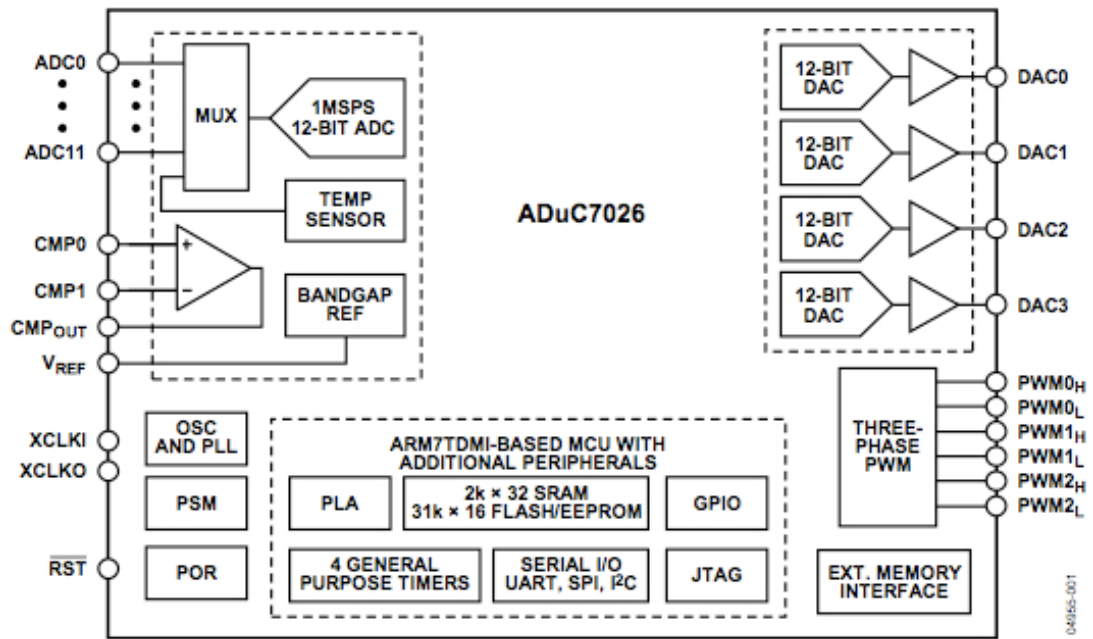 ADC0
ADC11
CMP0
CMP1
CMPOUT
VREF
XCLKI
XCLKO
RST
MUX
1MSPS
12-BIT ADC
TEMP
SENSOR
+
−
BANDGAP
REF
ADuC7026
12-BIT
DAC
12-BIT
DAC
12-BIT
DAC
12-BIT
DAC
DAC0
DAC1
DAC2
DAC3
OSC
AND PLL
PSM
POR
ARM7TDMI-BASED MCU WITH
ADDITIONAL PERIPHERALS
PLA
2k × 32 SRAM
31k × 16 FLASH/EEPROM
GPIO
4 GENERAL
PURPOSE TIMERS
SERIAL I/O
UART, SPI, I²C
JTAG
THREE-
PHASE
PWM
PWM0H
PWM0L
PWM1H
PWM1L
PWM2H
PWM2L
EXT. MEMORY
INTERFACE
04955-001